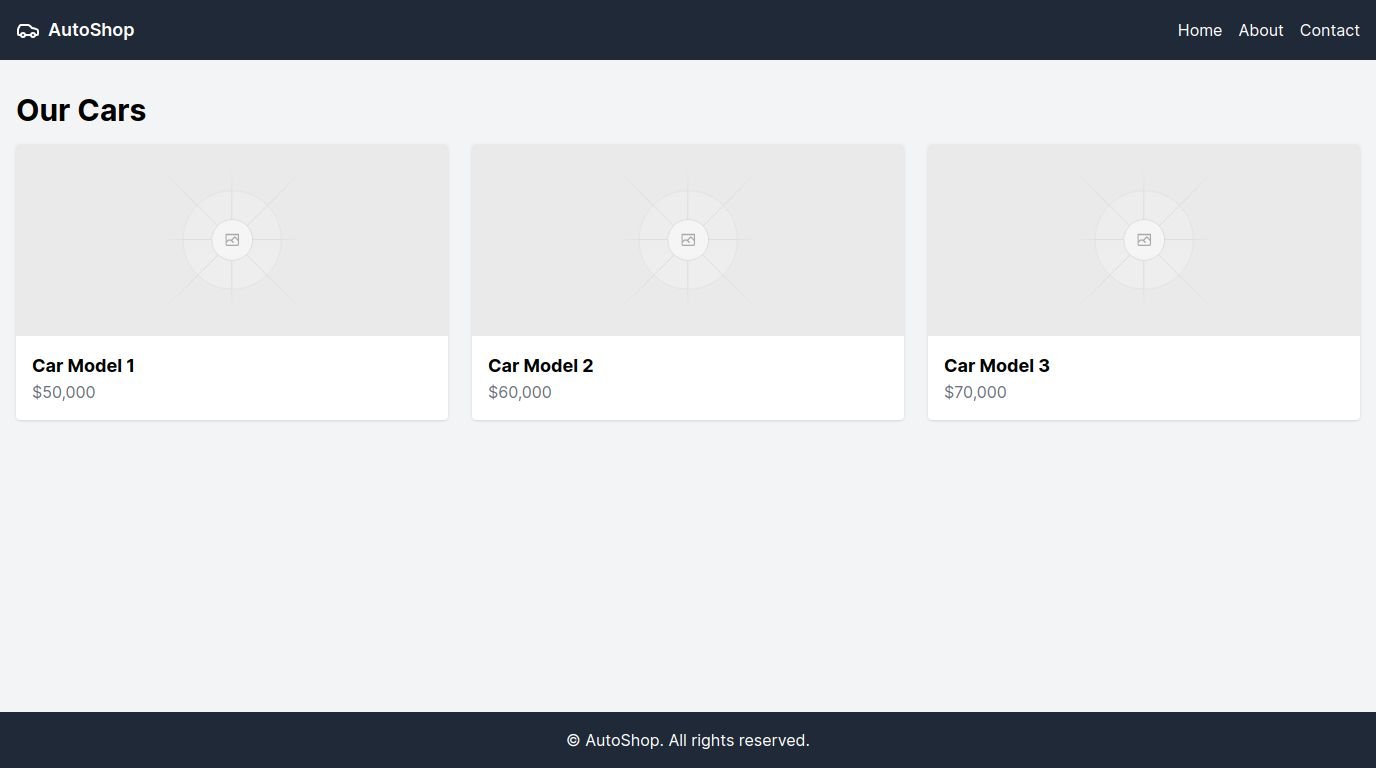 AutoShop
Home About Contact
Our Cars
Car Model 1
$50,000
Car Model 2
$60,000
Car Model 3
$70,000
© AutoShop. All rights reserved.